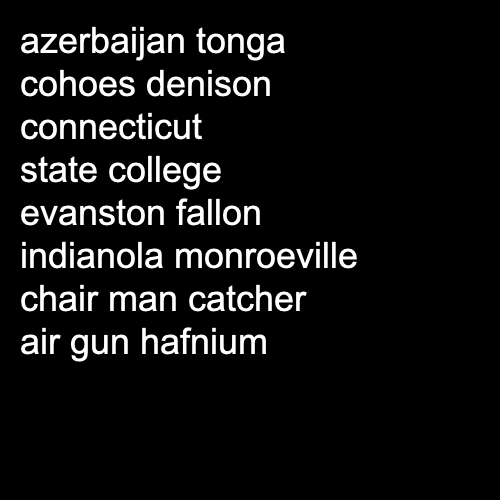 azerbaijan tonga
cohoes denison
connecticut
state college
evanston fallon
indianola monroeville
chair man catcher
air gun hafnium